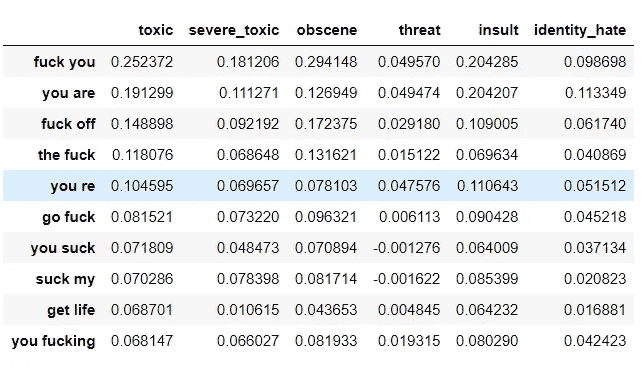 toxic severe_toxic obscene threat insult identity_hate
fuck you 0.252372 0.181206 0.294148 0.049570 0.204285 0.098698
you are 0.191299 0.111271 0.126949 0.049474 0.204207 0.113349
fuck off 0.148898 0.092192 0.172375 0.029180 0.109005 0.061740
the fuck 0.118076 0.068648 0.131621 0.015122 0.069634 0.040869
you re 0.104595 0.069657 0.078103 0.047576 0.110643 0.051512
go fuck 0.081521 0.073220 0.096321 0.006113 0.090428 0.045218
you suck 0.071809 0.048473 0.070894 -0.001276 0.064009 0.037134
suck my 0.070286 0.078398 0.081714 -0.001622 0.085399 0.020823
get life 0.068701 0.010615 0.043653 0.004845 0.064232 0.016881
you fucking 0.068147 0.066027 0.081933 0.019315 0.080290 0.042423